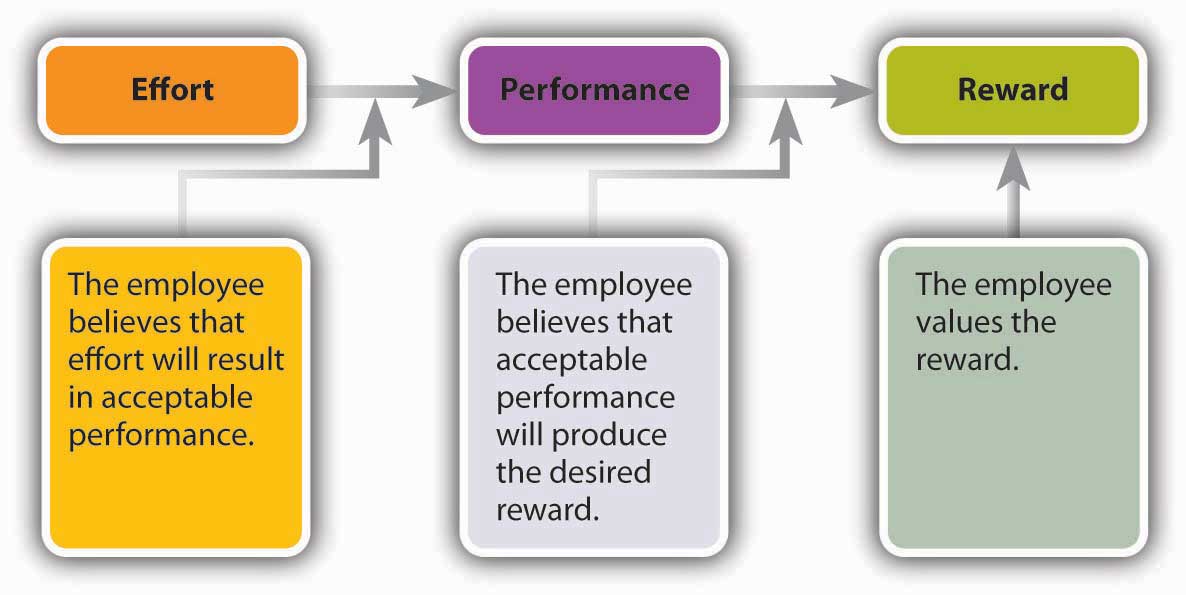 Effort
Performance
Reward
The employee
believes that
effort will result
in acceptable
performance.
The employee
believes that
acceptable
performance
will produce
the desired
reward.
The employee
values the
reward.